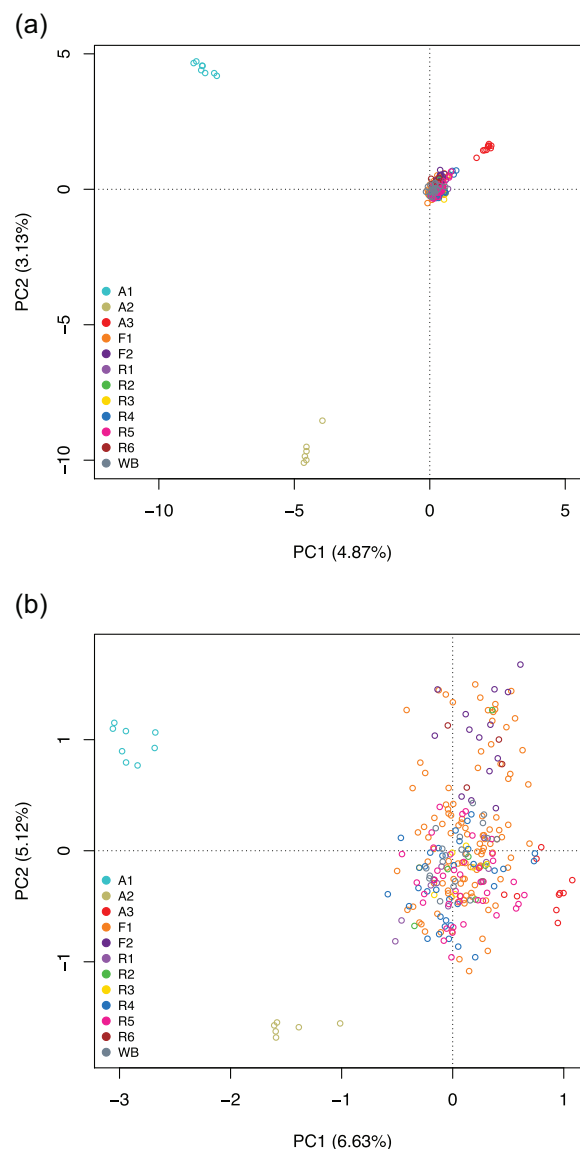 (a)
5
0
−5
−10
PC2 (3.13%)
A1
A2
A3
F1
F2
R1
R2
R3
R4
R5
R6
WB
−10
−5
0
5
PC1 (4.87%)
(b)
1
0
−1
PC2 (5.12%)
A1
A2
A3
F1
F2
R1
R2
R3
R4
R5
R6
WB
−3
−2
−1
0
1
PC1 (6.63%)